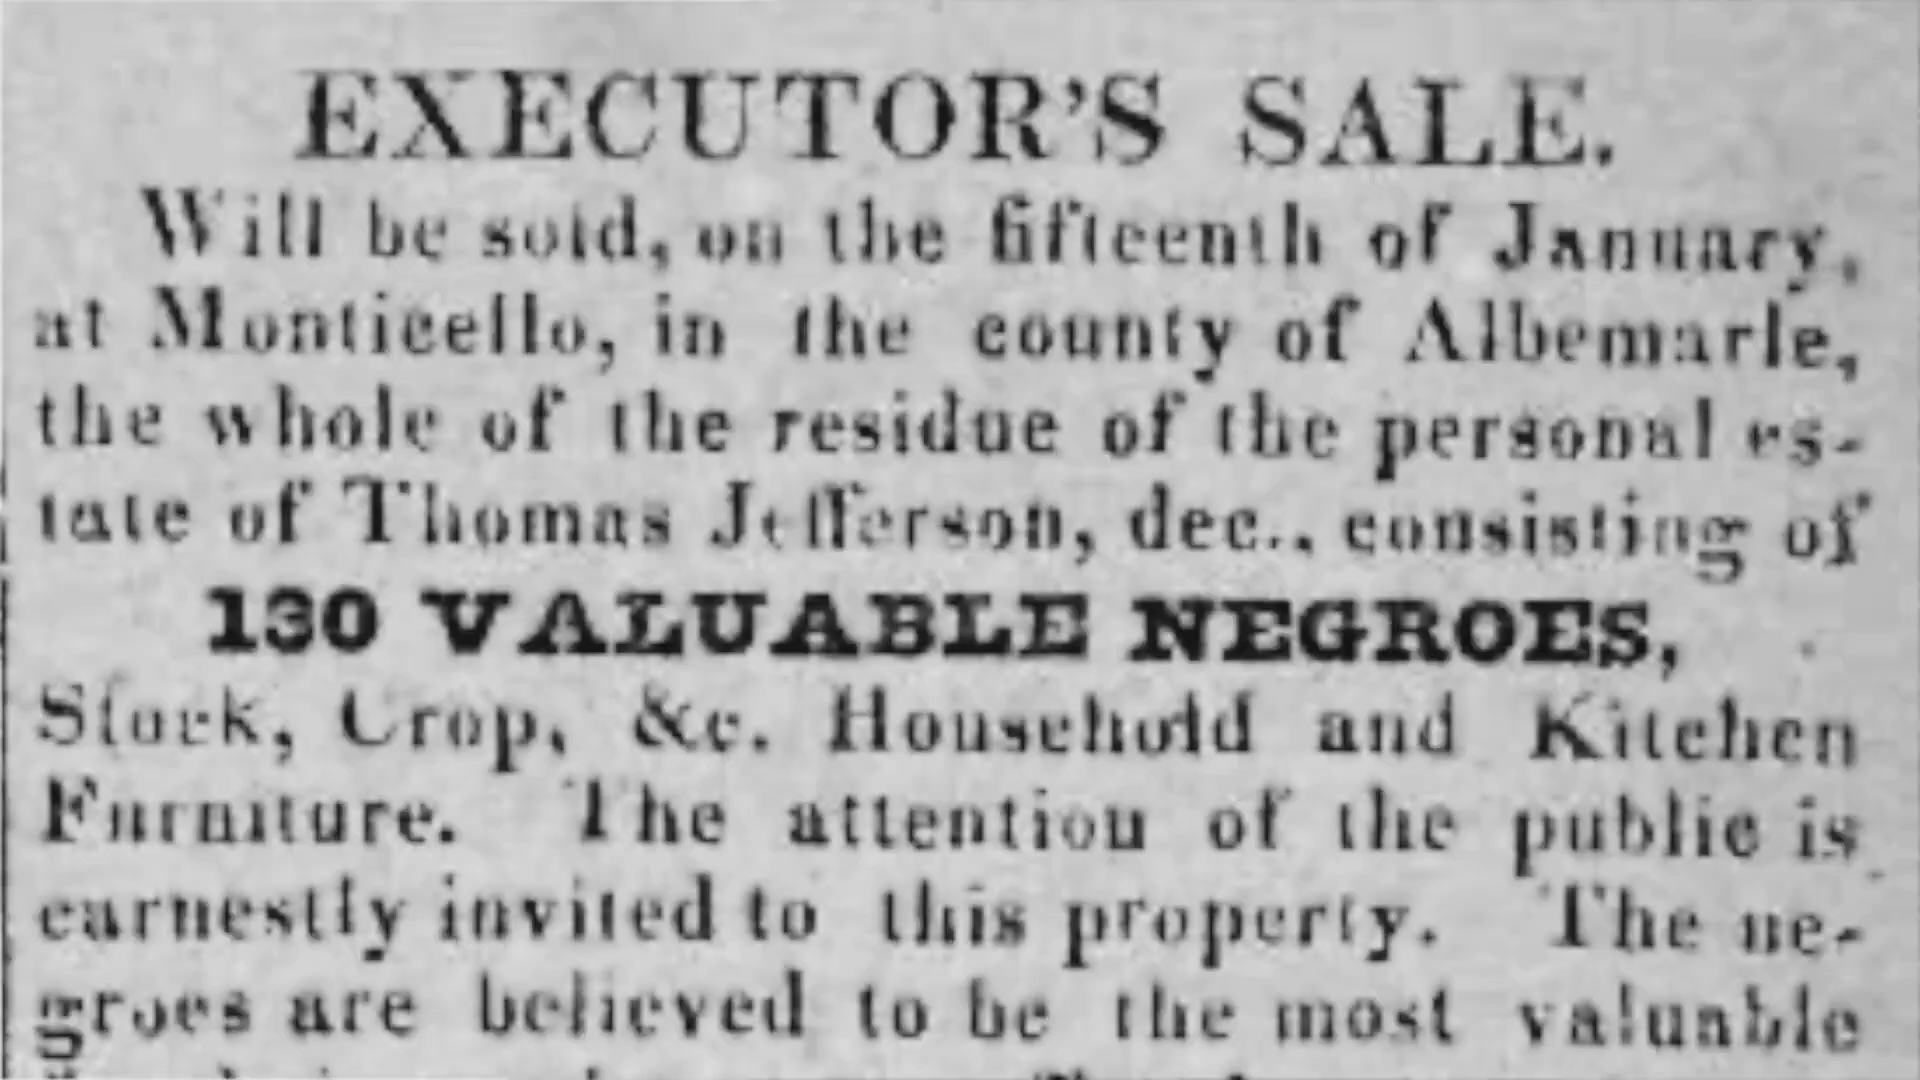 EXECUTOR'S SALE.
Will be sold, on the fifteenth of January,
at Monticello, in the county of Albemarle,
the whole of the residue of the personal es-
tate of Thomas Jefferson, dec., consisting of
130 VALUABLE NEGROES,
Stock, Crop, &c. Household and Kitchen
Furniture. The attention of the public is
earnestly invited to this property. The ne-
groes are believed to be the most valuable